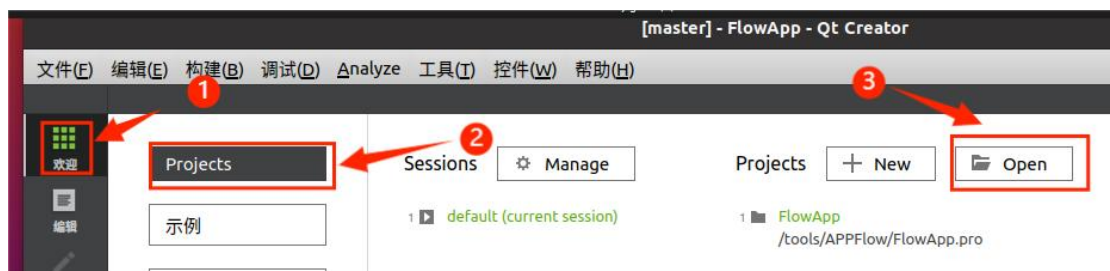 [master] - FlowApp - Qt Creator
文件(F) 编辑(E) 构建(B) 调试(D) Analyze 工具(T) 控件(W) 帮助(H)
1
3
2
欢迎
Projects
Sessions Manage
Projects + New Open
编辑
示例
1 default (current session)
1 FlowApp
/tools/APPFlow/FlowApp.pro